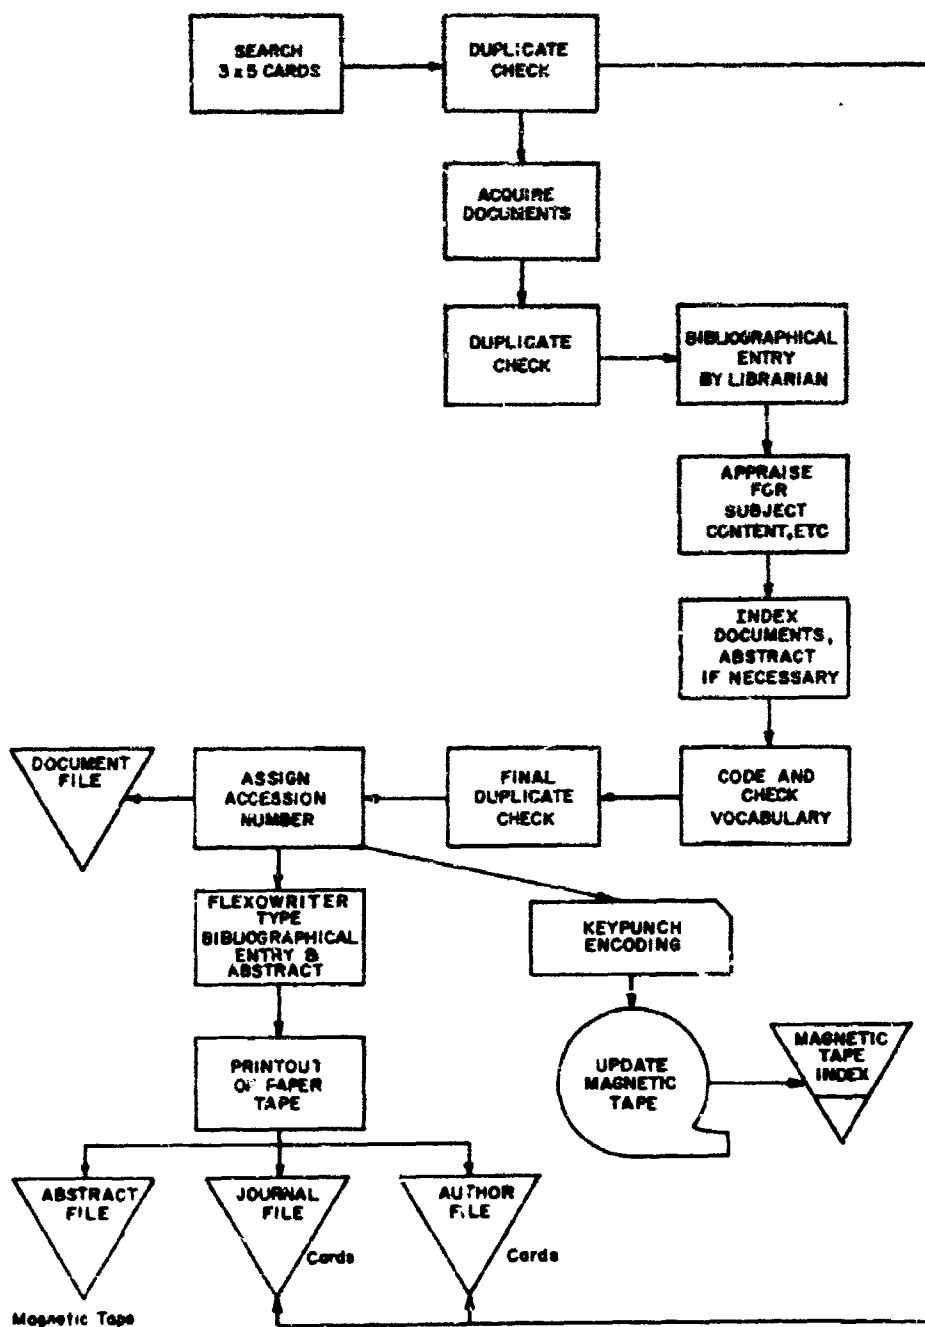 SEARCH
3 x 5 CARDS
DUPLICATE
CHECK
ACQUIRE
DOCUMENTS
DUPLICATE
CHECK
BIBLIOGRAPHICAL
ENTRY
BY LIBRARIAN
APPRAISE
FOR
SUBJECT
CONTENT, ETC
INDEX
DOCUMENTS,
ABSTRACT
IF NECESSARY
CODE AND
CHECK
VOCABULARY
FINAL
DUPLICATE
CHECK
ASSIGN
ACCESSION
NUMBER
DOCUMENT
FILE
FLEXOWRITER
TYPE
BIBLIOGRAPHICAL
ENTRY &
ABSTRACT
KEYPUNCH
ENCODING
PRINTOUT
OF PAPER
TAPE
UPDATE
MAGNETIC
TAPE
MAGNETIC
TAPE
INDEX
ABSTRACT
FILE
Magnetic Tape
JOURNAL
FILE
Cards
AUTHOR
FILE
Cards